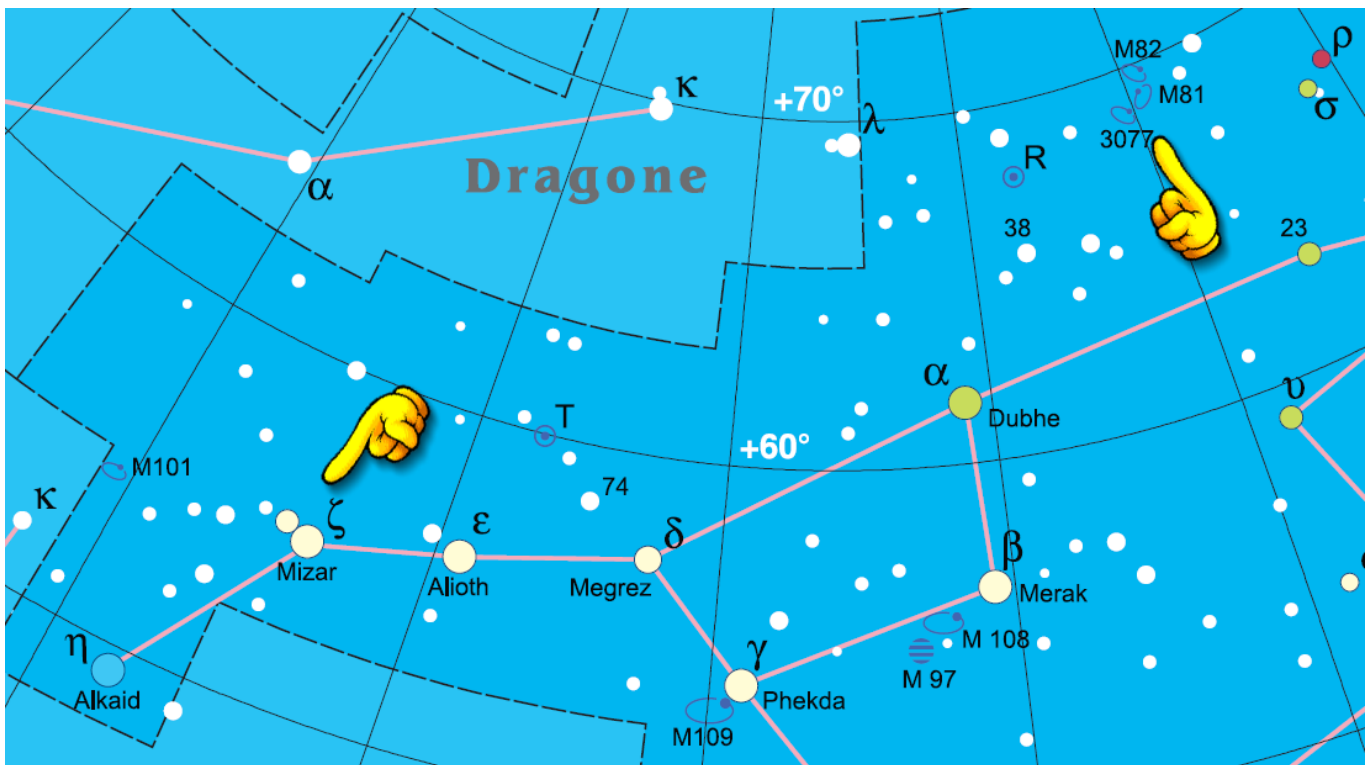 M82
ρ
κ
+70°
M81
σ
λ
3077
α
Dragone
R
38
23
α
υ
Dubhe
T
+60°
M101
74
κ
ζ
ε
δ
β
Mizar
Alioth
Megrez
Merak
η
γ
M 108
M 97
Alkaid
Phekda
M109